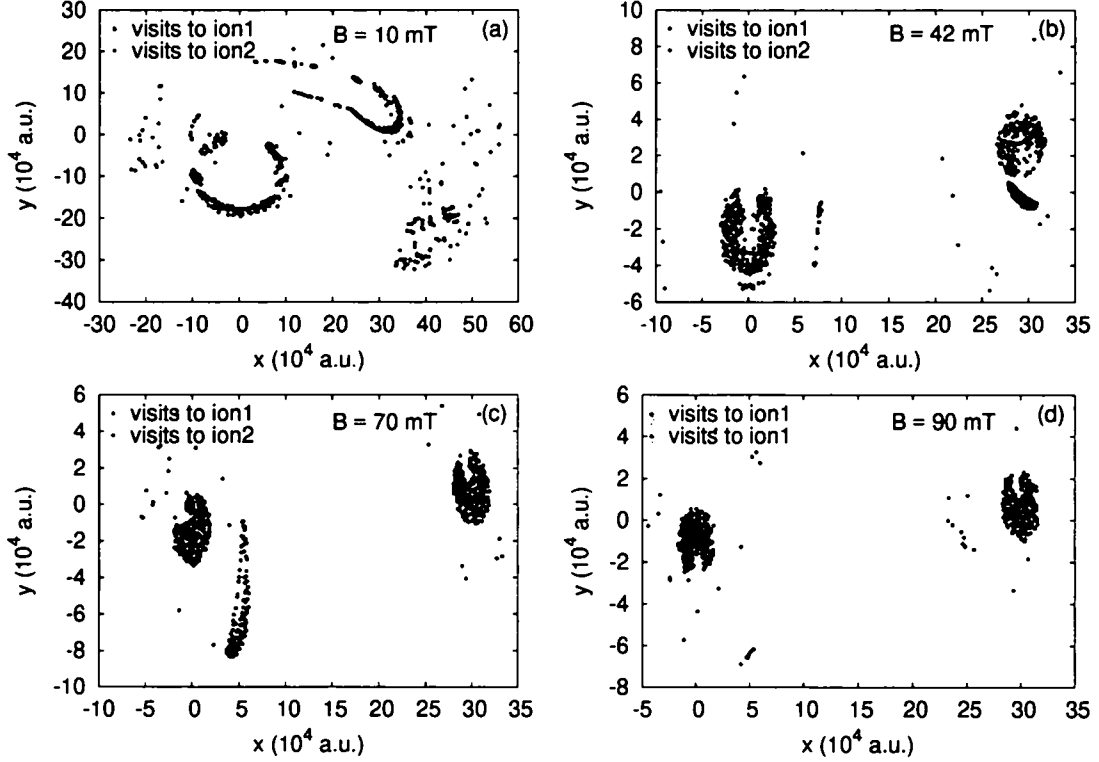 visits to ion1
visits to ion2
B = 10 mT
(a)
30
20
10
0
-10
-20
-30
-40
y (10^4 a.u.)
-30 -20 -10 0 10 20 30 40 50 60
x (10^4 a.u.)
visits to ion1
visits to ion2
B = 42 mT
(b)
10
8
6
4
2
0
-2
-4
-6
y (10^4 a.u.)
-10 -5 0 5 10 15 20 25 30 35
x (10^4 a.u.)
visits to ion1
visits to ion2
B = 70 mT
(c)
6
4
2
0
-2
-4
-6
-8
-10
y (10^4 a.u.)
-10 -5 0 5 10 15 20 25 30 35
x (10^4 a.u.)
visits to ion1
visits to ion1
B = 90 mT
(d)
6
4
2
0
-2
-4
-6
-8
y (10^4 a.u.)
-5 0 5 10 15 20 25 30 35
x (10^4 a.u.)